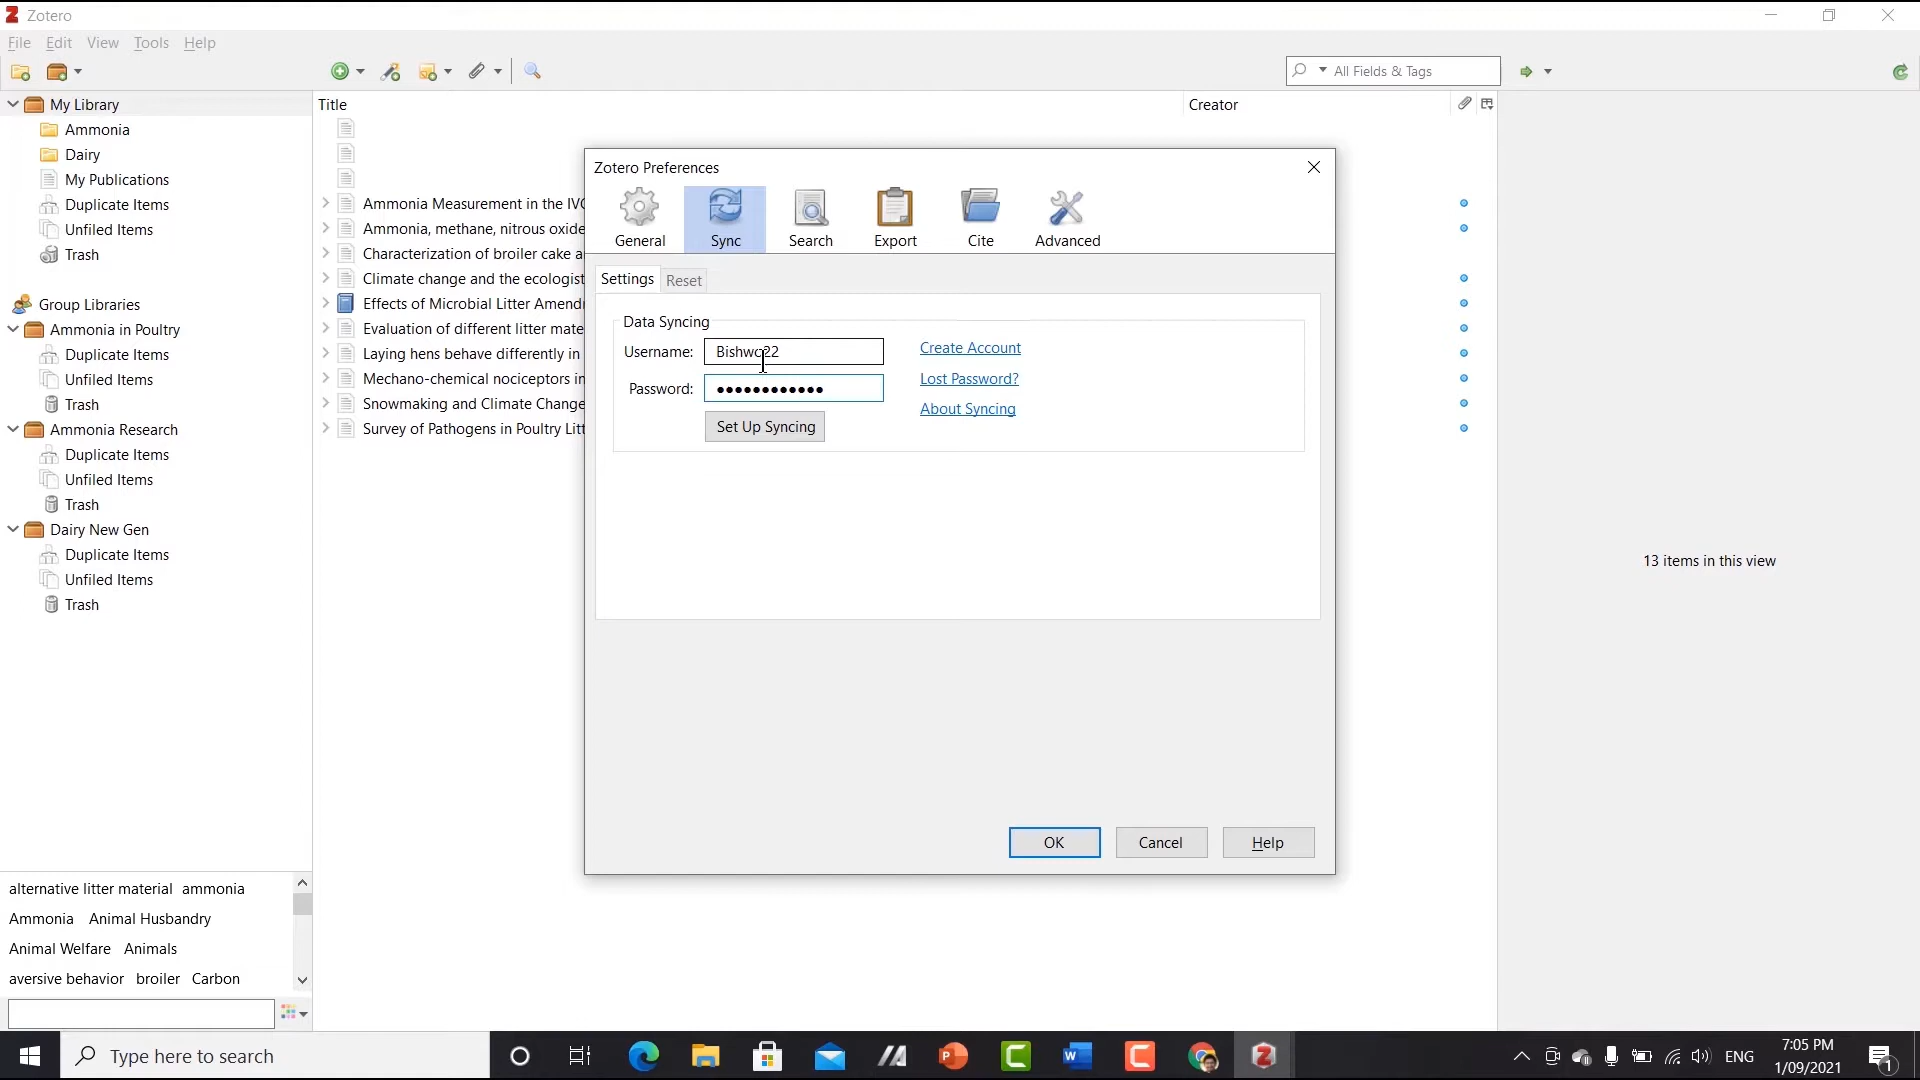 Zotero
File Edit View Tools Help
All Fields & Tags
My Library
Ammonia
Dairy
My Publications
Duplicate Items
Unfiled Items
Trash
Group Libraries
Ammonia in Poultry
Duplicate Items
Unfiled Items
Trash
Ammonia Research
Duplicate Items
Unfiled Items
Trash
Dairy New Gen
Duplicate Items
Unfiled Items
Trash
alternative litter material ammonia
Ammonia Animal Husbandry
Animal Welfare Animals
aversive behavior broiler Carbon
Title Creator
Ammonia Measurement in the IVC
Ammonia, methane, nitrous oxide
Characterization of broiler cake a
Climate change and the ecologist
Effects of Microbial Litter Amend
Evaluation of different litter mate
Laying hens behave differently in
Mechano-chemical nociceptors in
Snowmaking and Climate Change
Survey of Pathogens in Poultry Litt
Zotero Preferences
General Sync Search Export Cite Advanced
Settings Reset
Data Syncing
Username: Create Account
Password: ●●●●●●●●●●●● Lost Password?
Set Up Syncing About Syncing
OK Cancel Help
13 items in this view
Type here to search
ENG
7:05 PM
1/09/2021
1